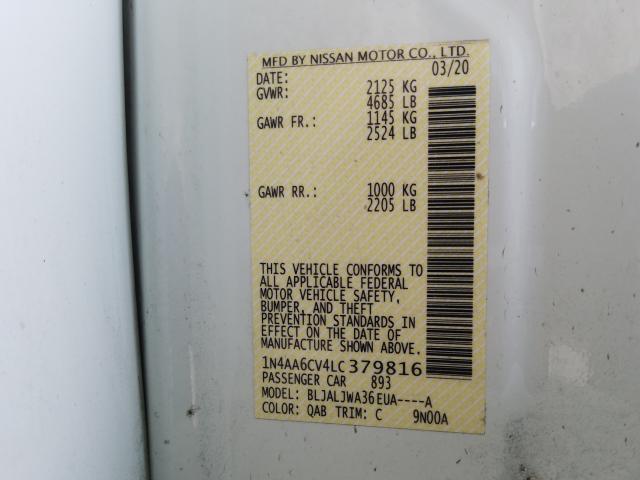 MFD BY NISSAN MOTOR CO., LTD.
DATE: 03/20
GVWR: 2125 KG
4685 LB
GAWR FR.: 1145 KG
2524 LB
GAWR RR.: 1000 KG
2205 LB
THIS VEHICLE CONFORMS TO
ALL APPLICABLE FEDERAL
MOTOR VEHICLE SAFETY,
BUMPER, AND THEFT
PREVENTION STANDARDS IN
EFFECT ON THE DATE OF
MANUFACTURE SHOWN ABOVE.
1N4AA6CV4LC379816
PASSENGER CAR 893
MODEL: BLJALJWA36EUA----A
COLOR: QAB TRIM: C 9N00A